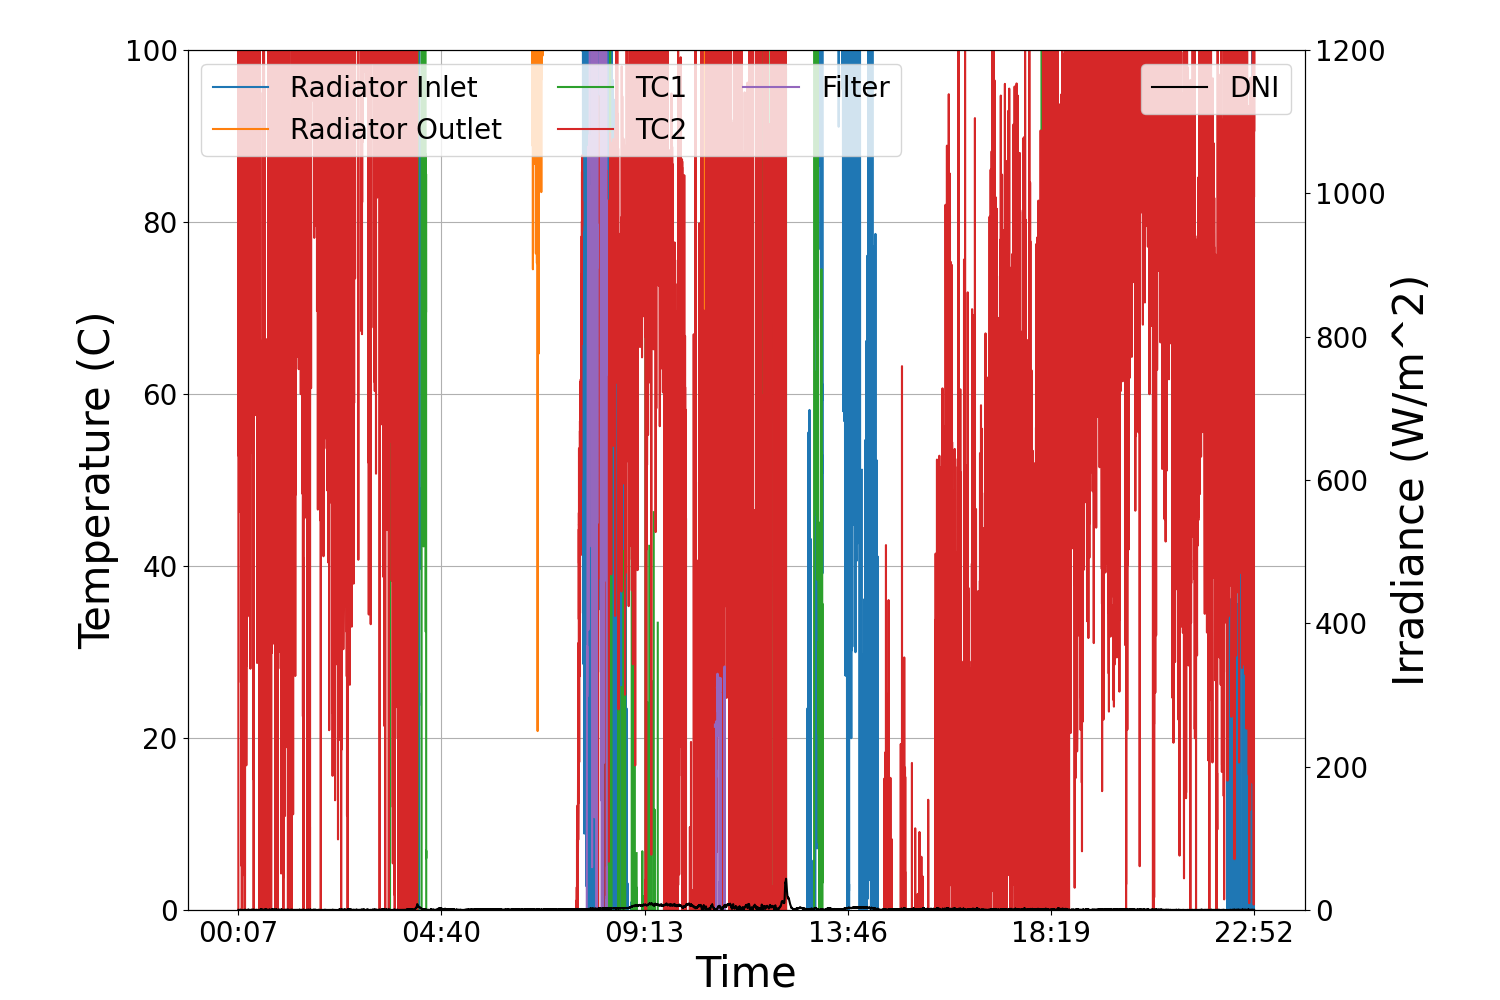 100
80
60
40
20
0
Temperature (C)
Radiator Inlet
Radiator Outlet
TC1
TC2
Filter
DNI
1200
1000
800
600
400
200
0
Irradiance (W/m^2)
00:07 04:40 09:13 13:46 18:19 22:52
Time